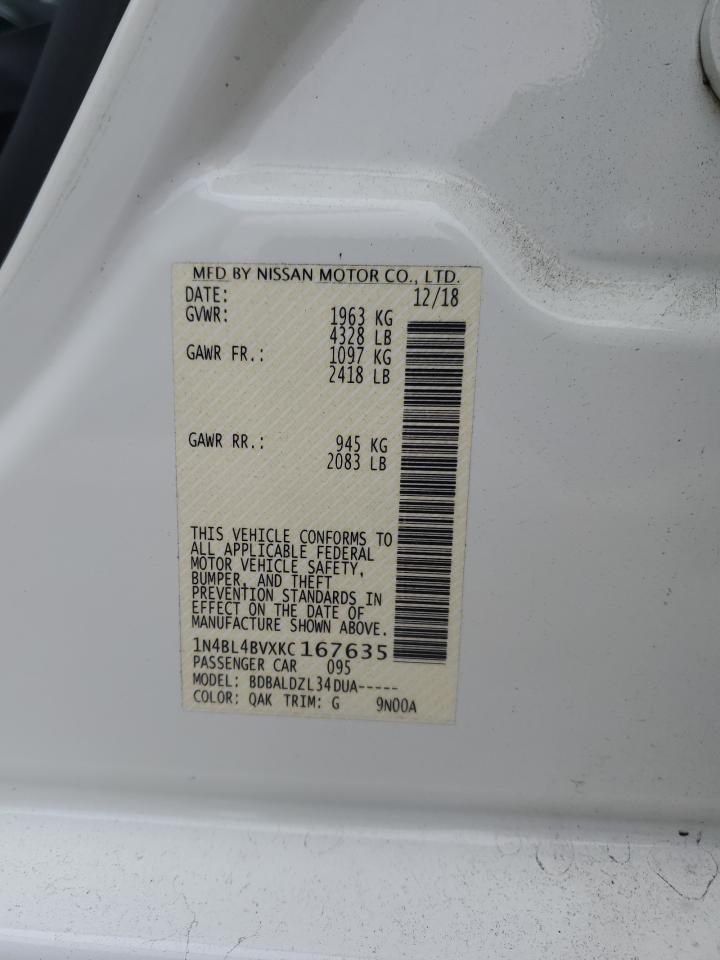 MFD BY NISSAN MOTOR CO., LTD.
DATE: 12/18
GVWR: 1963 KG
4328 LB
GAWR FR.: 1097 KG
2418 LB
GAWR RR.: 945 KG
2083 LB
THIS VEHICLE CONFORMS TO
ALL APPLICABLE FEDERAL
MOTOR VEHICLE SAFETY,
BUMPER, AND THEFT
PREVENTION STANDARDS IN
EFFECT ON THE DATE OF
MANUFACTURE SHOWN ABOVE.
1N4BL4BVXKC167635
PASSENGER CAR 095
MODEL: BDBALDZL34DUA-----
COLOR: QAK TRIM: G 9N00A